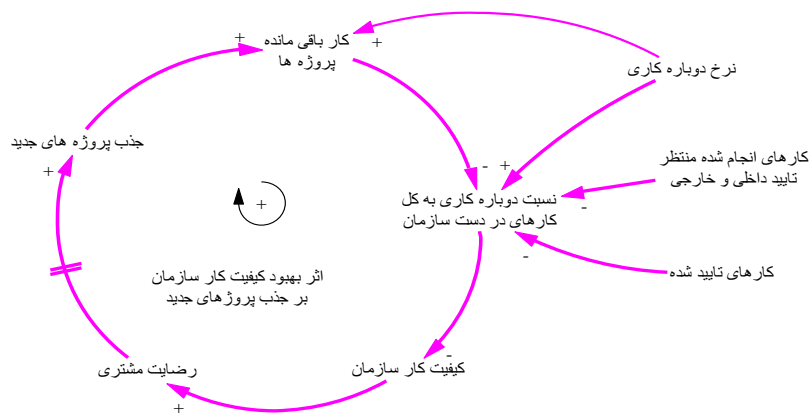 کار باقی مانده
پروژه ها
+
+
نرخ دوباره کاری
جذب پروژه های جدید
+
کارهای انجام شده منتظر
تایید داخلی و خارجی
-
+
-
نسبت دوباره کاری به کل
کارهای در دست سازمان
+
-
کارهای تایید شده
اثر بهبود کیفیت کار سازمان
بر جذب پروژهای جدید
-
کیفیت کار سازمان
رضایت مشتری
+